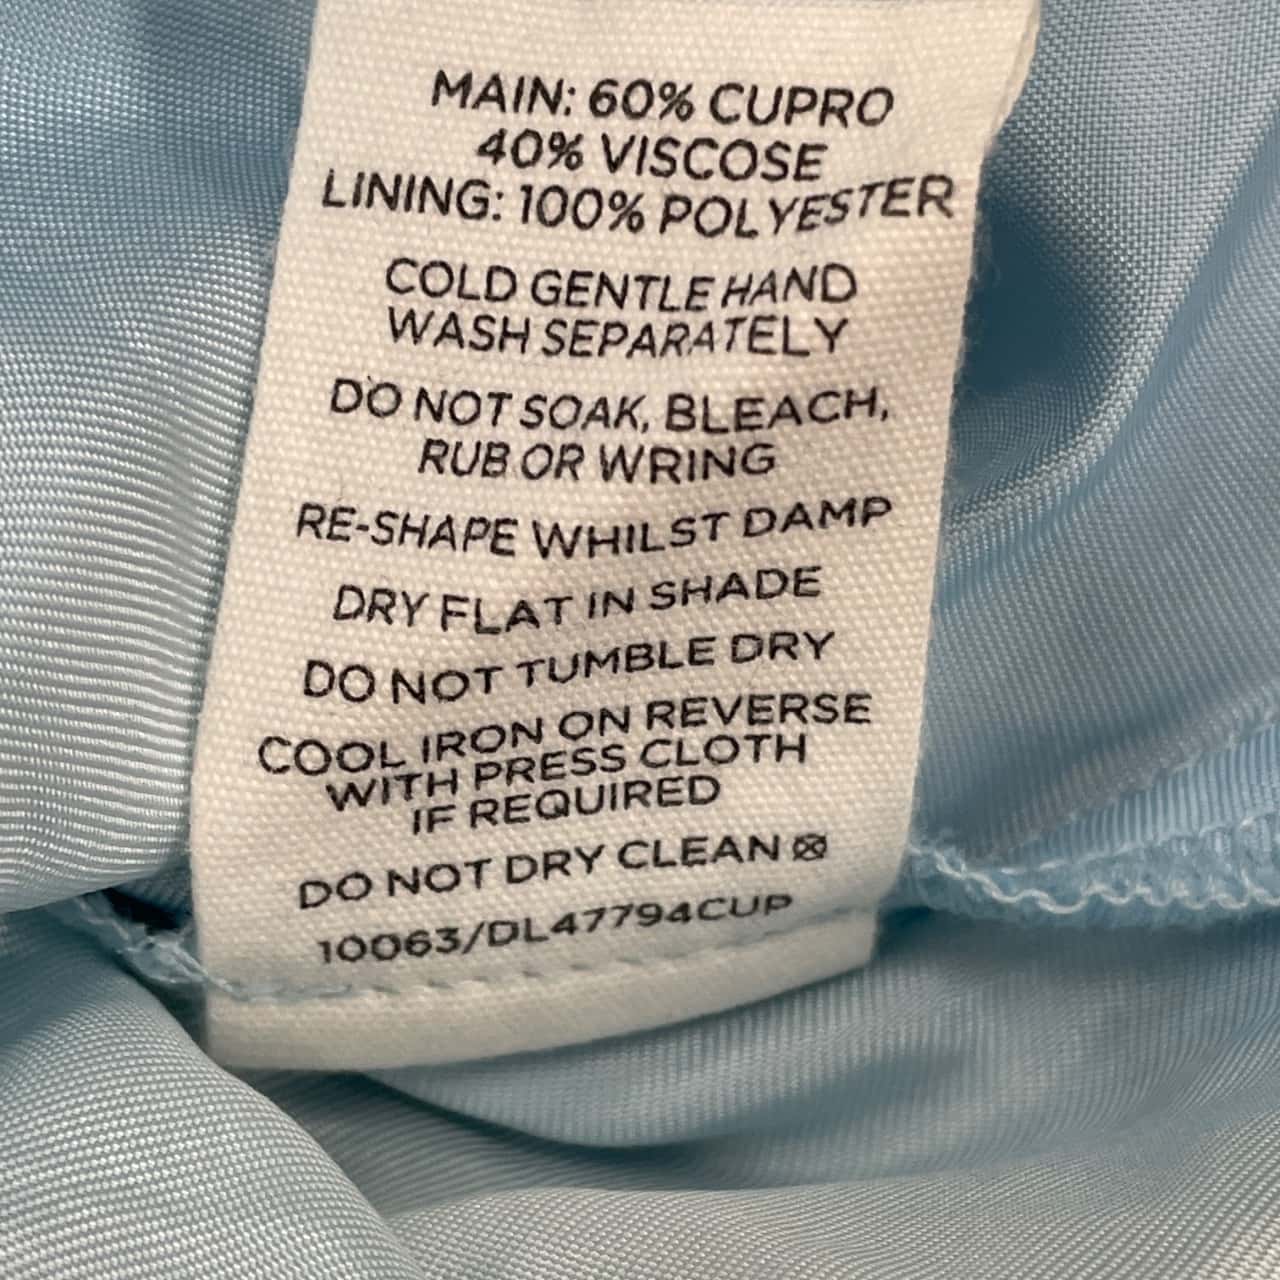 MAIN: 60% CUPRO
40% VISCOSE
LINING: 100% POLYESTER
COLD GENTLE HAND
WASH SEPARATELY
DO NOT SOAK, BLEACH,
RUB OR WRING
RE-SHAPE WHILST DAMP
DRY FLAT IN SHADE
DO NOT TUMBLE DRY
COOL IRON ON REVERSE
WITH PRESS CLOTH
IF REQUIRED
DO NOT DRY CLEAN
10063/DL47794CUP